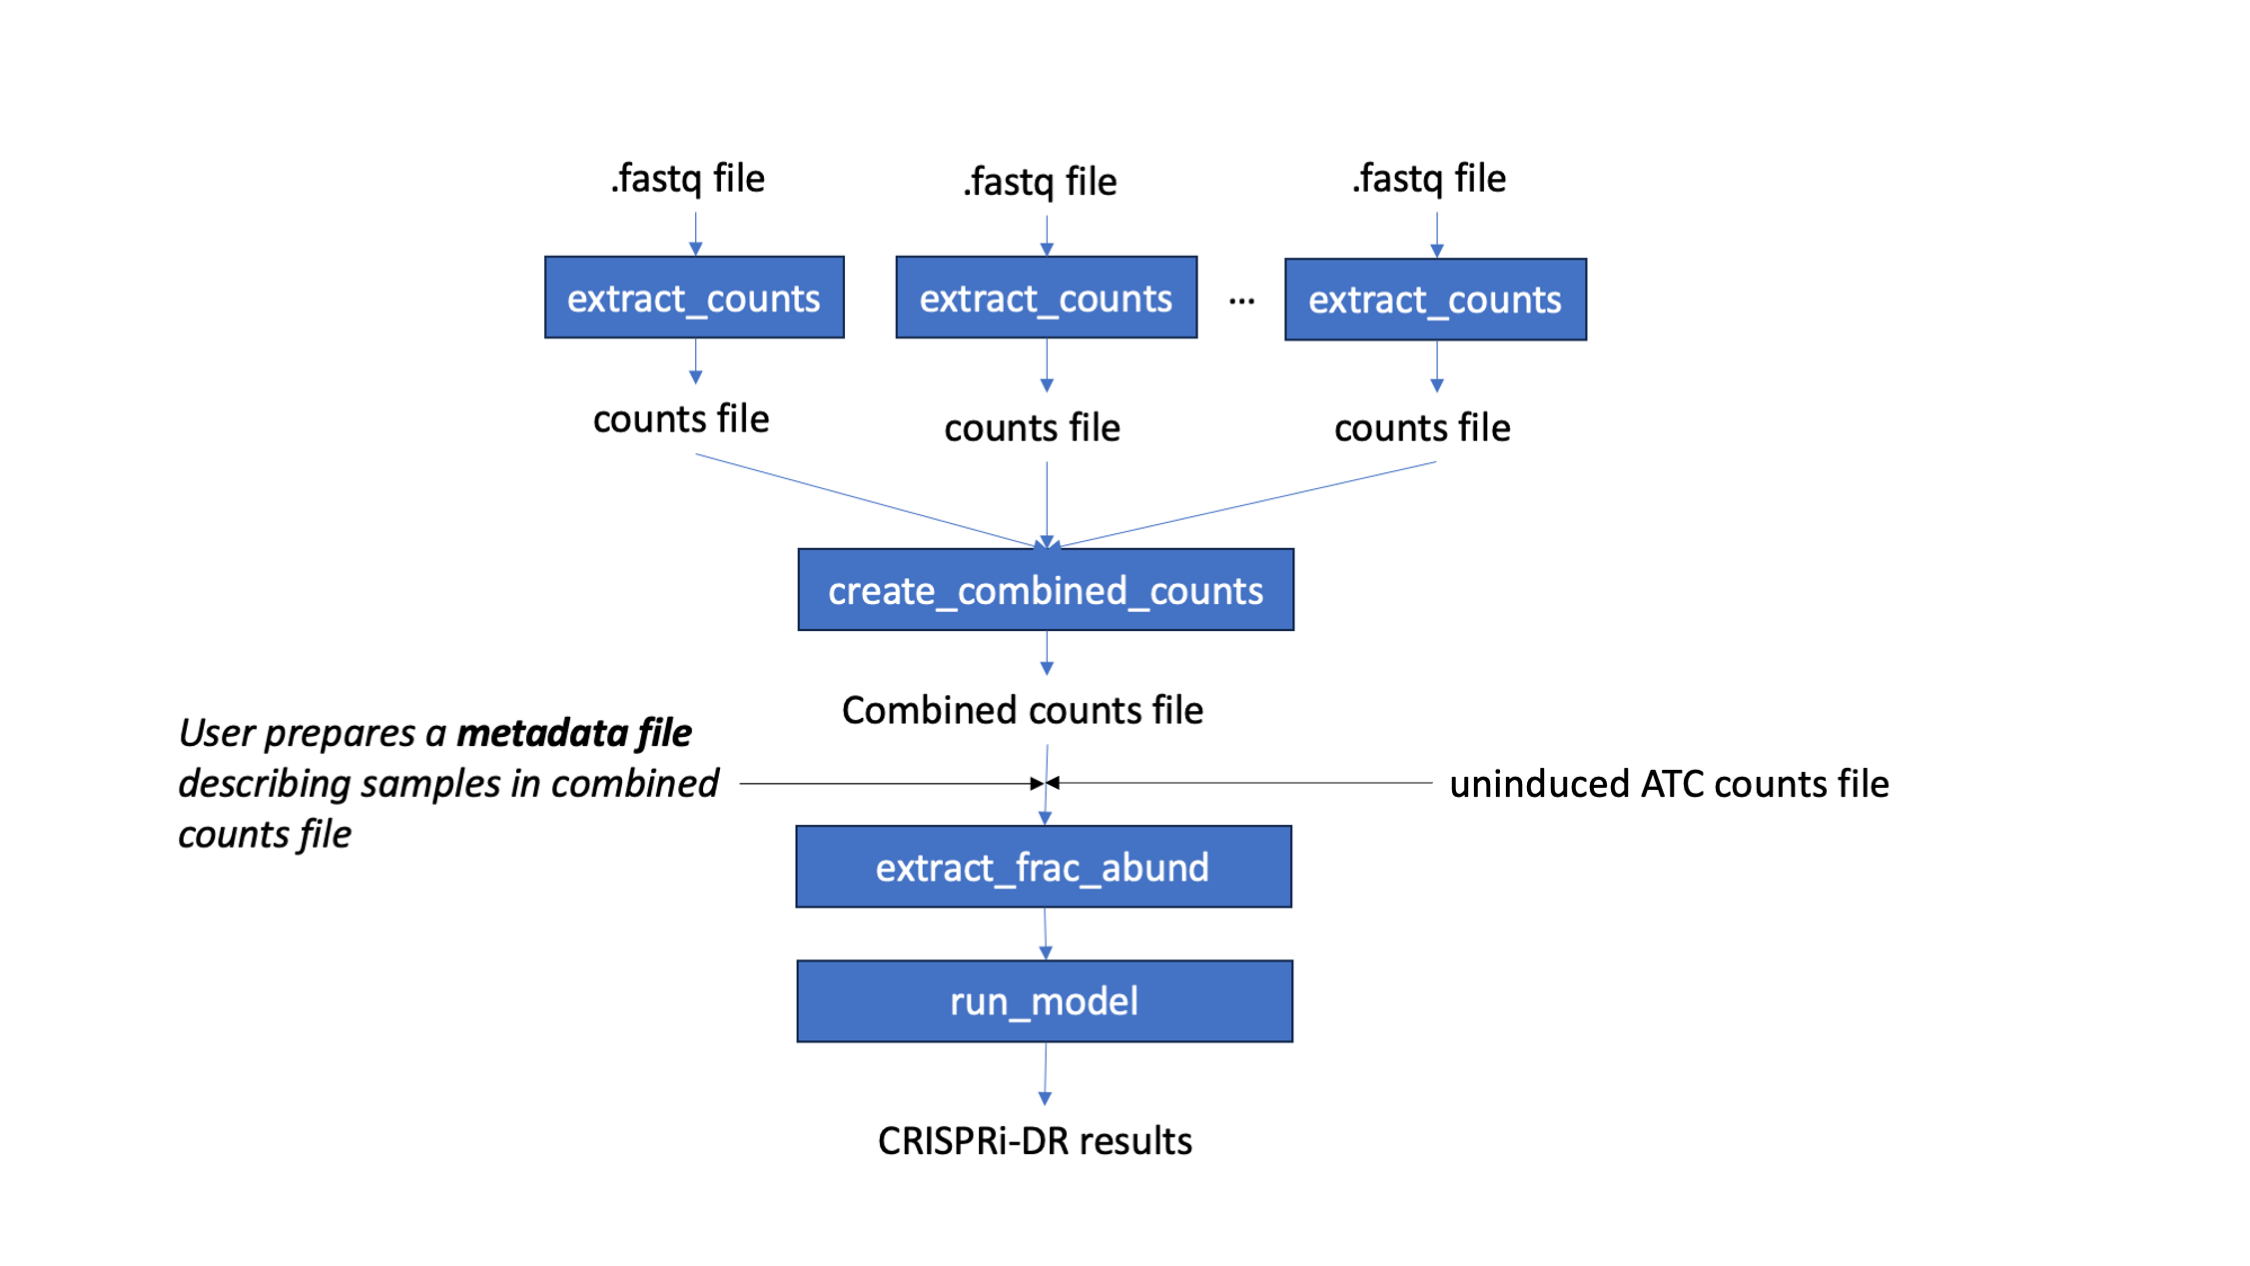 .fastq file
.fastq file
.fastq file
extract_counts
extract_counts
...
extract_counts
counts file
counts file
counts file
create_combined_counts
Combined counts file
User prepares a metadata file
describing samples in combined
counts file
uninduced ATC counts file
extract_frac_abund
run_model
CRISPRi-DR results